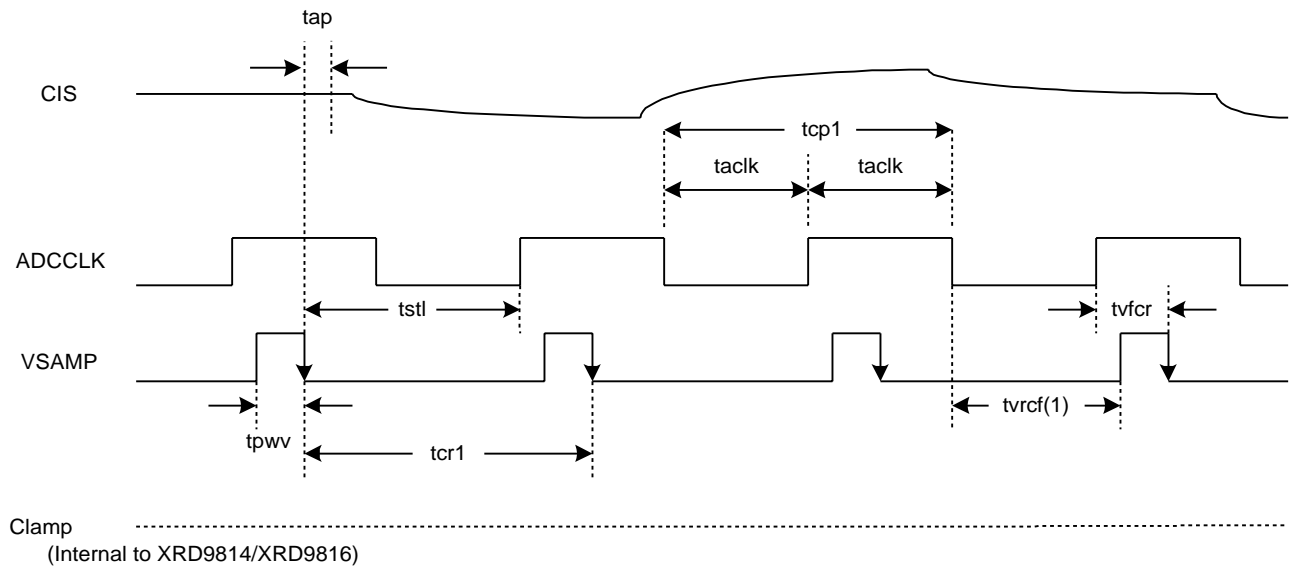 tap
CIS
tcp1
taclk taclk
ADCCLK
tstl
tvfcr
VSAMP
tvrcf(1)
tpwv
tcr1
Clamp
(Internal to XRD9814/XRD9816)